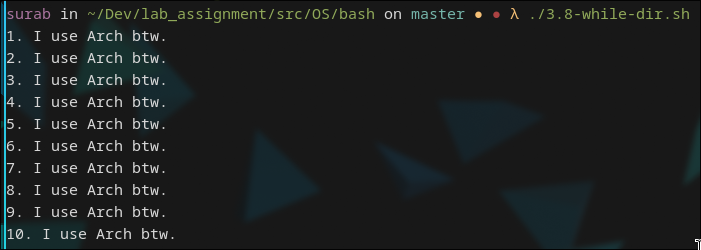 surab in ~/Dev/lab_assignment/src/OS/bash on master ● ● λ ./3.8-while-dir.sh
1. I use Arch btw.
2. I use Arch btw.
3. I use Arch btw.
4. I use Arch btw.
5. I use Arch btw.
6. I use Arch btw.
7. I use Arch btw.
8. I use Arch btw.
9. I use Arch btw.
10. I use Arch btw.